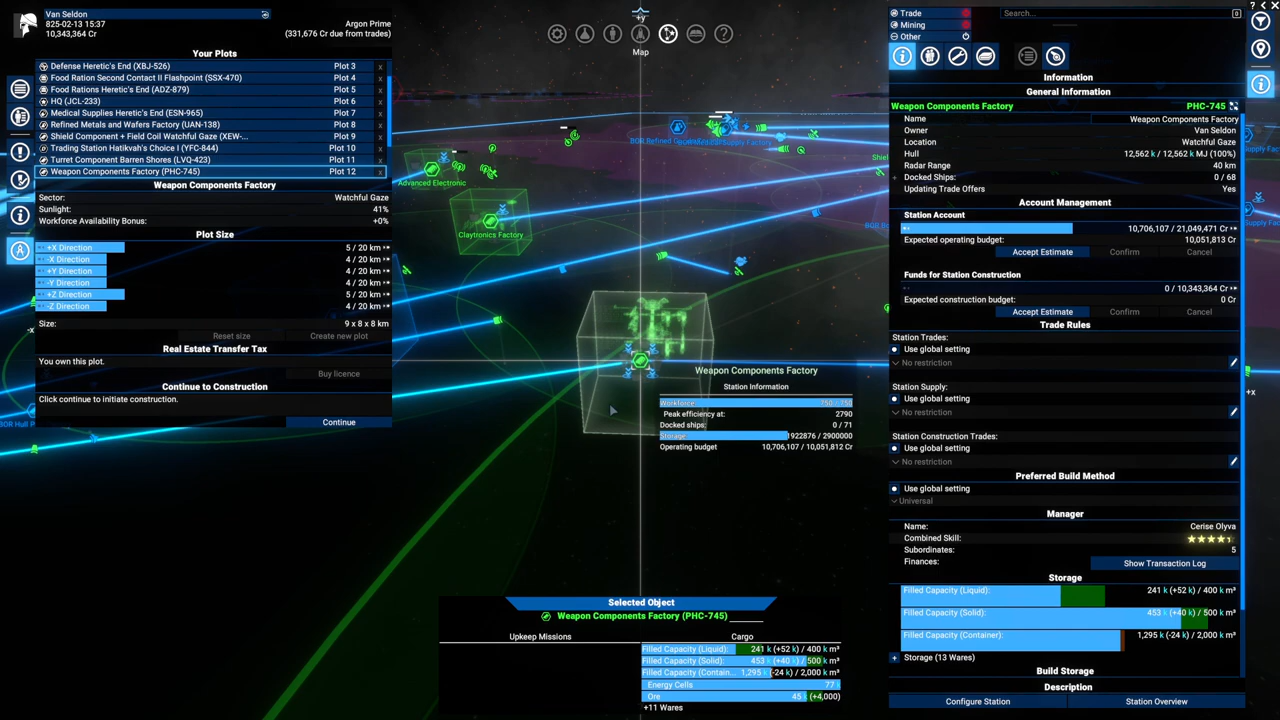 Van Seldon
825-02-13 15:37
10,343,364 Cr
Argon Prime
(331,676 Cr due from trades)
Your Plots
Defense Heretic's End (XBJ-526) Plot 3 x
Food Ration Second Contact II Flashpoint (SSX-470) Plot 4 x
Food Rations Heretic's End (ADZ-879) Plot 5 x
HQ (JCL-233) Plot 6 x
Medical Supplies Heretic's End (ESN-965) Plot 7 x
Refined Metals and Wafers Factory (UAN-138) Plot 8 x
Shield Component + Field Coil Watchful Gaze (XEW-... Plot 9 x
Trading Station Hatikvah's Choice I (YFC-844) Plot 10 x
Turret Component Barren Shores (LVQ-423) Plot 11 x
Weapon Components Factory (PHC-745) Plot 12 x
Weapon Components Factory
Sector: Watchful Gaze
Sunlight: 41%
Workforce Availability Bonus: +0%
Plot Size
+X Direction 5 / 20 km
-X Direction 4 / 20 km
+Y Direction 4 / 20 km
-Y Direction 4 / 20 km
+Z Direction 5 / 20 km
-Z Direction 4 / 20 km
Size: 9 x 8 x 8 km
Reset size Create new plot
Real Estate Transfer Tax
You own this plot.
Buy licence
Continue to Construction
Click continue to initiate construction.
Continue
+y
Map
Advanced Electronic
Claytronics Factory
+x
Weapon Components Factory
Station Information
Workforce 750 / 750
Peak efficiency at: 2790
Docked ships: 0 / 71
Storage 1922876 / 2900000
Operating budget 10,706,107 / 10,051,812 Cr
Selected Object
Weapon Components Factory (PHC-745)
Upkeep Missions
Cargo
Filled Capacity (Liquid): 241 k (+52 k) / 400 k m³
Filled Capacity (Solid): 453 k (+40 k) / 500 k m³
Filled Capacity (Contain... 1,295 k (-24 k) / 2,000 k m³
Energy Cells 77 k
Ore 45 k (+4,000)
+11 Wares
Trade
Mining
Other
Search...
Information
General Information
Weapon Components Factory PHC-745
Name Weapon Components Factory
Owner Van Seldon
Location Watchful Gaze
Hull 12,562 k / 12,562 k MJ (100%)
Radar Range 40 km
+ Docked Ships: 0 / 68
Updating Trade Offers Yes
Account Management
Station Account
10,706,107 / 21,049,471 Cr
Expected operating budget: 10,051,813 Cr
Accept Estimate Confirm Cancel
Funds for Station Construction
0 / 10,343,364 Cr
Expected construction budget: 0 Cr
Accept Estimate Confirm Cancel
Trade Rules
Station Trades:
Use global setting
No restriction
Station Supply:
Use global setting
No restriction
Station Construction Trades:
Use global setting
No restriction
Preferred Build Method
Use global setting
Universal
Manager
Name: Cerise Olyva
Combined Skill:
Subordinates: 5
Finances: Show Transaction Log
Storage
Filled Capacity (Liquid): 241 k (+52 k) / 400 k m³
Filled Capacity (Solid): 453 k (+40 k) / 500 k m³
Filled Capacity (Container): 1,295 k (-24 k) / 2,000 k m³
+ Storage (13 Wares)
Build Storage
Description
Configure Station Station Overview